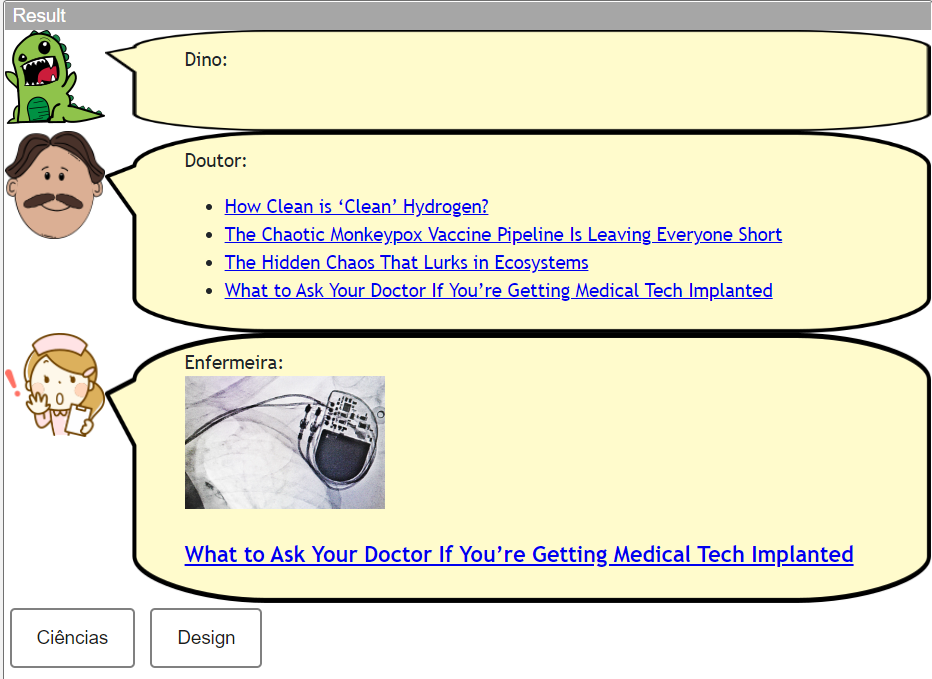 Result
Dino:
Doutor:
How Clean is ‘Clean’ Hydrogen?
The Chaotic Monkeypox Vaccine Pipeline Is Leaving Everyone Short
The Hidden Chaos That Lurks in Ecosystems
What to Ask Your Doctor If You’re Getting Medical Tech Implanted
Enfermeira:
What to Ask Your Doctor If You’re Getting Medical Tech Implanted
Ciências
Design